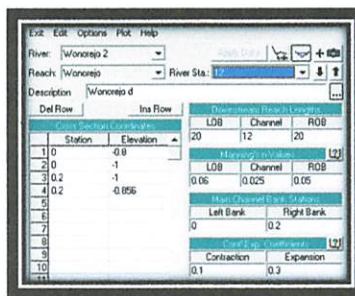 Exit Edit Options Plot Help
River: Wonorejo 2 Apply Data
Reach: Wonorejo River Sta.: 12
Description Wonorejo d ...
Del Row Ins Row
Cross Section Coordinates
Station Elevation
1 0 -0.8
2 0 -1
3 0.2 -1
4 0.2 -0.856
5
6
7
8
9
10
Downstream Reach Lengths
LOB Channel ROB
20 12 20
Manning's n Values
LOB Channel ROB
0.06 0.025 0.05
Main Channel Bank Stations
Left Bank Right Bank
0 0.2
Cont\Exp Coefficients
Contraction Expansion
0.1 0.3